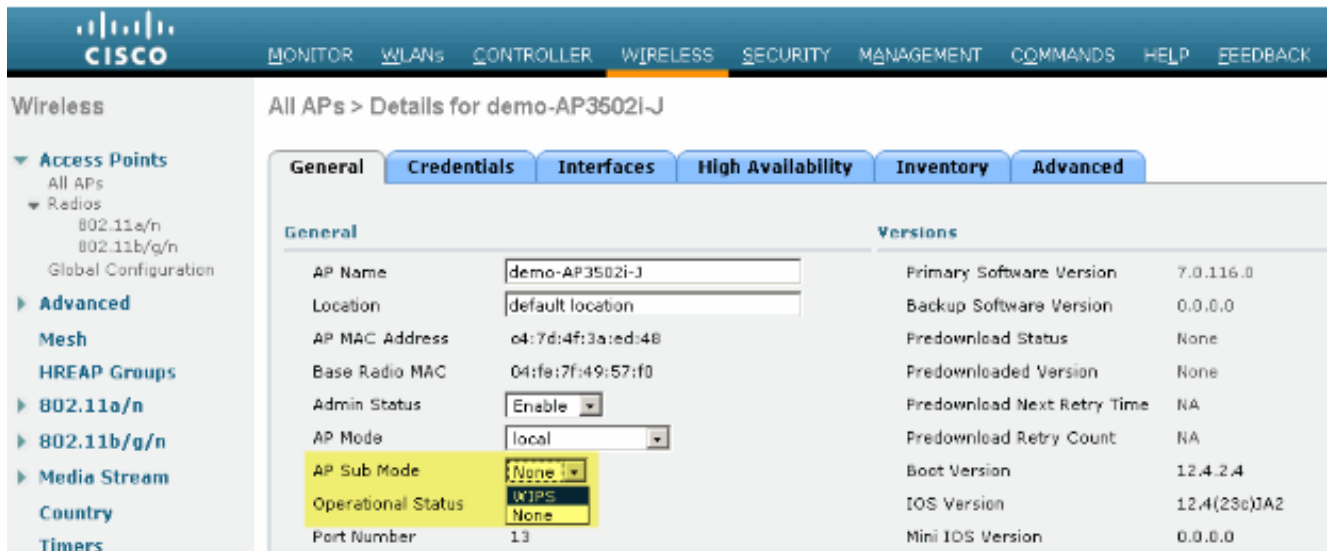 CISCO
MONITOR WLANs CONTROLLER WIRELESS SECURITY MANAGEMENT COMMANDS HELP FEEDBACK
Wireless
Access Points
All APs
Radios
802.11a/n
802.11b/g/n
Global Configuration
Advanced
Mesh
HREAP Groups
802.11a/n
802.11b/g/n
Media Stream
Country
Timers
All APs > Details for demo-AP3502i-J
General Credentials Interfaces High Availability Inventory Advanced
General
AP Name demo-AP3502i-J
Location default location
AP MAC Address c4:7d:4f:3a:ed:48
Base Radio MAC 04:fe:7f:49:57:f0
Admin Status Enable
AP Mode local
AP Sub Mode None
WIPS
Operational Status
None
Port Number 13
Versions
Primary Software Version 7.0.116.0
Backup Software Version 0.0.0.0
Predownload Status None
Predownloaded Version None
Predownload Next Retry Time NA
Predownload Retry Count NA
Boot Version 12.4.2.4
IOS Version 12.4(23c)JA2
Mini IOS Version 0.0.0.0